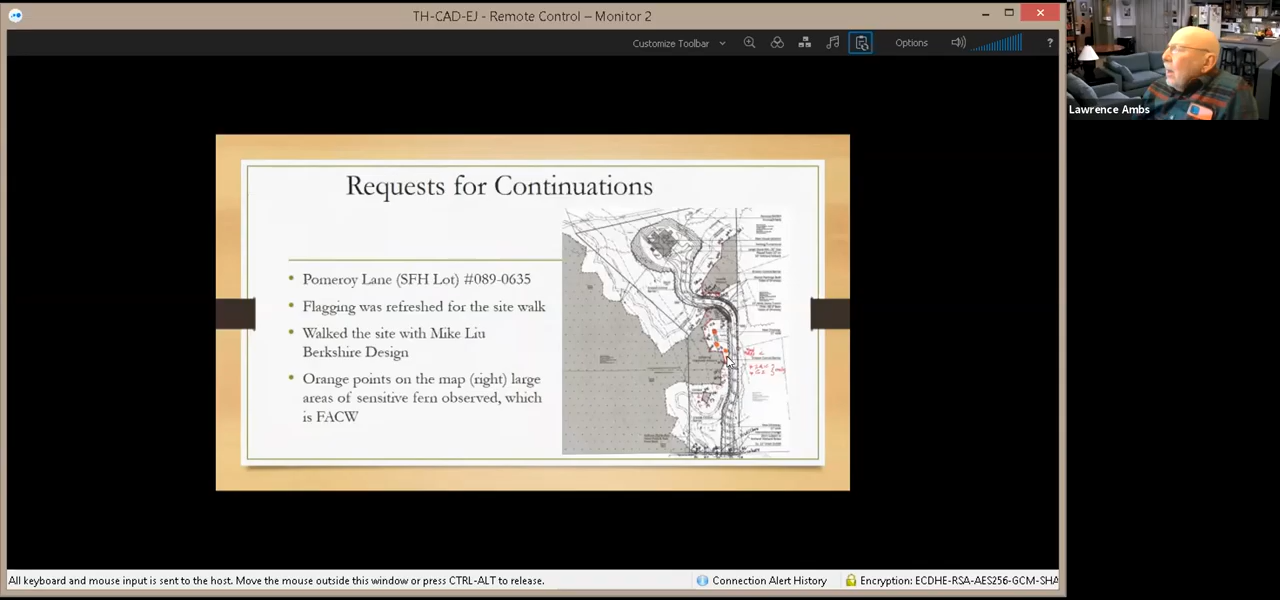 TH-CAD-EJ - Remote Control – Monitor 2
Customize Toolbar
Options
?
Lawrence Ambs
Requests for Continuations
• Pomeroy Lane (SFH Lot) #089-0635
• Flagging was refreshed for the site walk
• Walked the site with Mike Liu
Berkshire Design
• Orange points on the map (right) large
areas of sensitive fern observed, which
is FACW
All keyboard and mouse input is sent to the host. Move the mouse outside this window or press CTRL-ALT to release.
Connection Alert History
Encryption: ECDHE-RSA-AES256-GCM-SHA